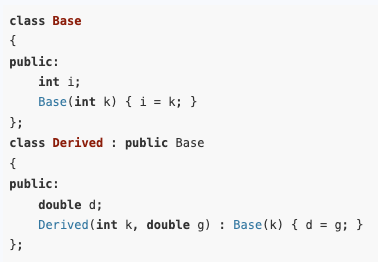 class Base
{
public:
    int i;
    Base(int k) { i = k; }
};
class Derived : public Base
{
public:
    double d;
    Derived(int k, double g) : Base(k) { d = g; }
};